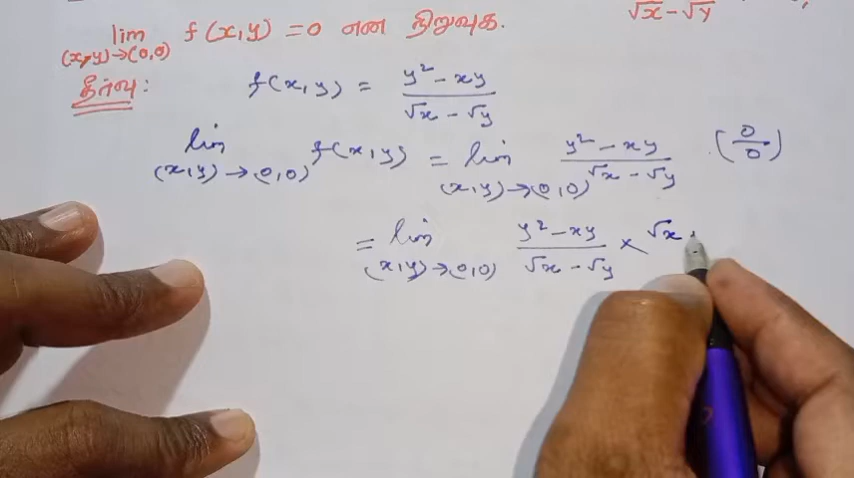 √x - √y
lim f(x,y) = 0 என நிறுவுக.
(x,y)→(0,0)
தீர்வு:
f(x,y) = y² - xy / √x - √y
lim f(x,y) = lim y² - xy / √x - √y (0/0)
(x,y)→(0,0) (x,y)→(0,0)
= lim y² - xy / √x - √y × √x
(x,y)→(0,0)